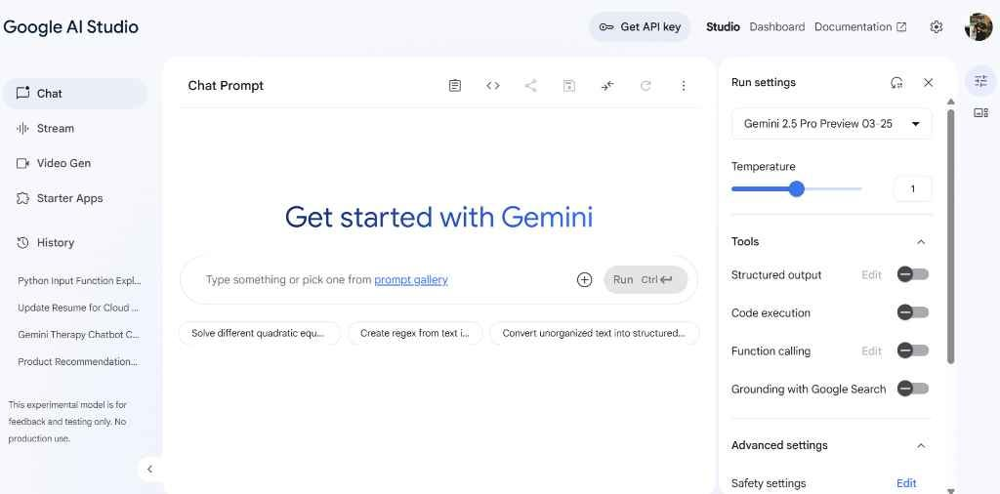 Google AI Studio
Get API key
Studio
Dashboard
Documentation
Chat
Stream
Video Gen
Starter Apps
History
Python Input Function Expl...
Update Resume for Cloud ...
Gemini Therapy Chatbot C...
Product Recommendation...
This experimental model is for
feedback and testing only. No
production use.
Chat Prompt
Get started with Gemini
Type something or pick one from prompt gallery
Run Ctrl
Solve different quadratic equ...
Create regex from text i...
Convert unorganized text into structured...
Run settings
Gemini 2.5 Pro Preview 03-25
Temperature
1
Tools
Structured output Edit
Code execution
Function calling Edit
Grounding with Google Search
Advanced settings
Safety settings Edit